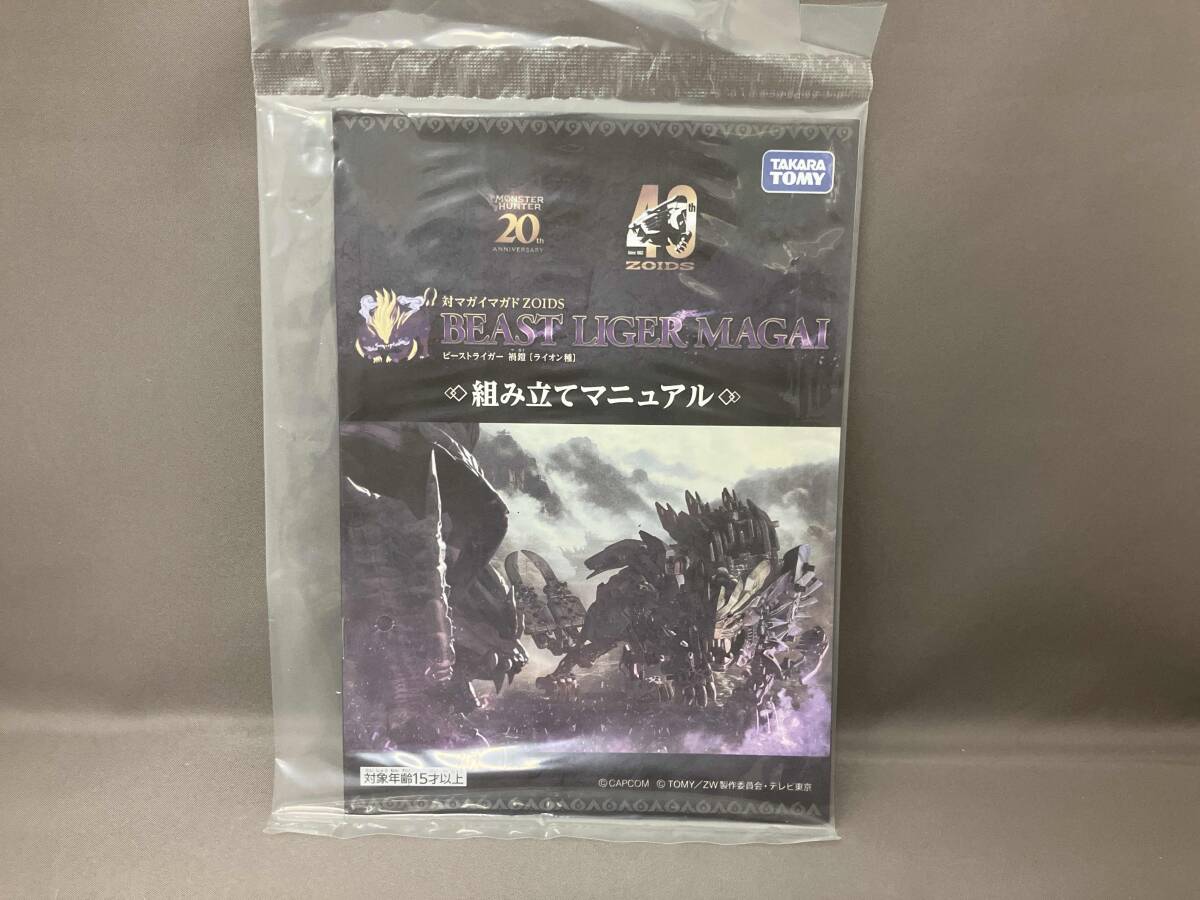 TAKARA
TOMY
MONSTER
HUNTER
20th
ANNIVERSARY
40th
ZOIDS
対マガイマガドZOIDS
BEAST LIGER MAGAI
ビーストライガー 禍鎧 [ライオン種]
組み立てマニュアル
対象年齢15才以上
©CAPCOM © TOMY/ZW製作委員会・テレビ東京